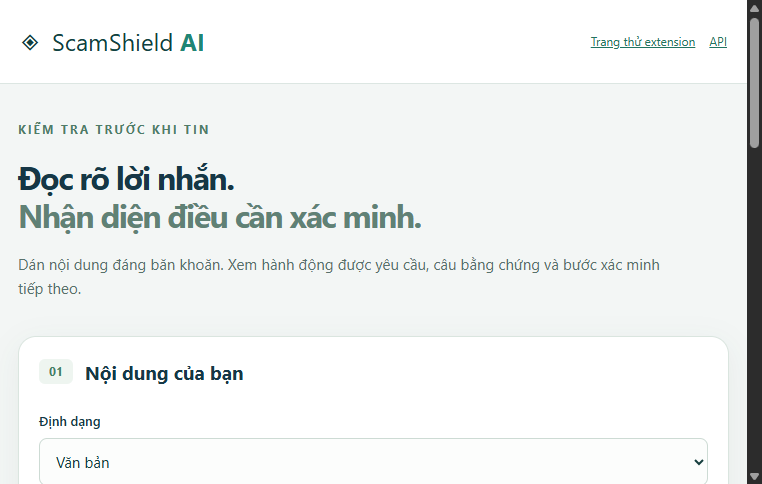 ScamShield AI
Trang thử extension API
KIỂM TRA TRƯỚC KHI TIN
Đọc rõ lời nhắn.
Nhận diện điều cần xác minh.
Dán nội dung đáng băn khoăn. Xem hành động được yêu cầu, câu bằng chứng và bước xác minh
tiếp theo.
01 Nội dung của bạn
Định dạng
Văn bản